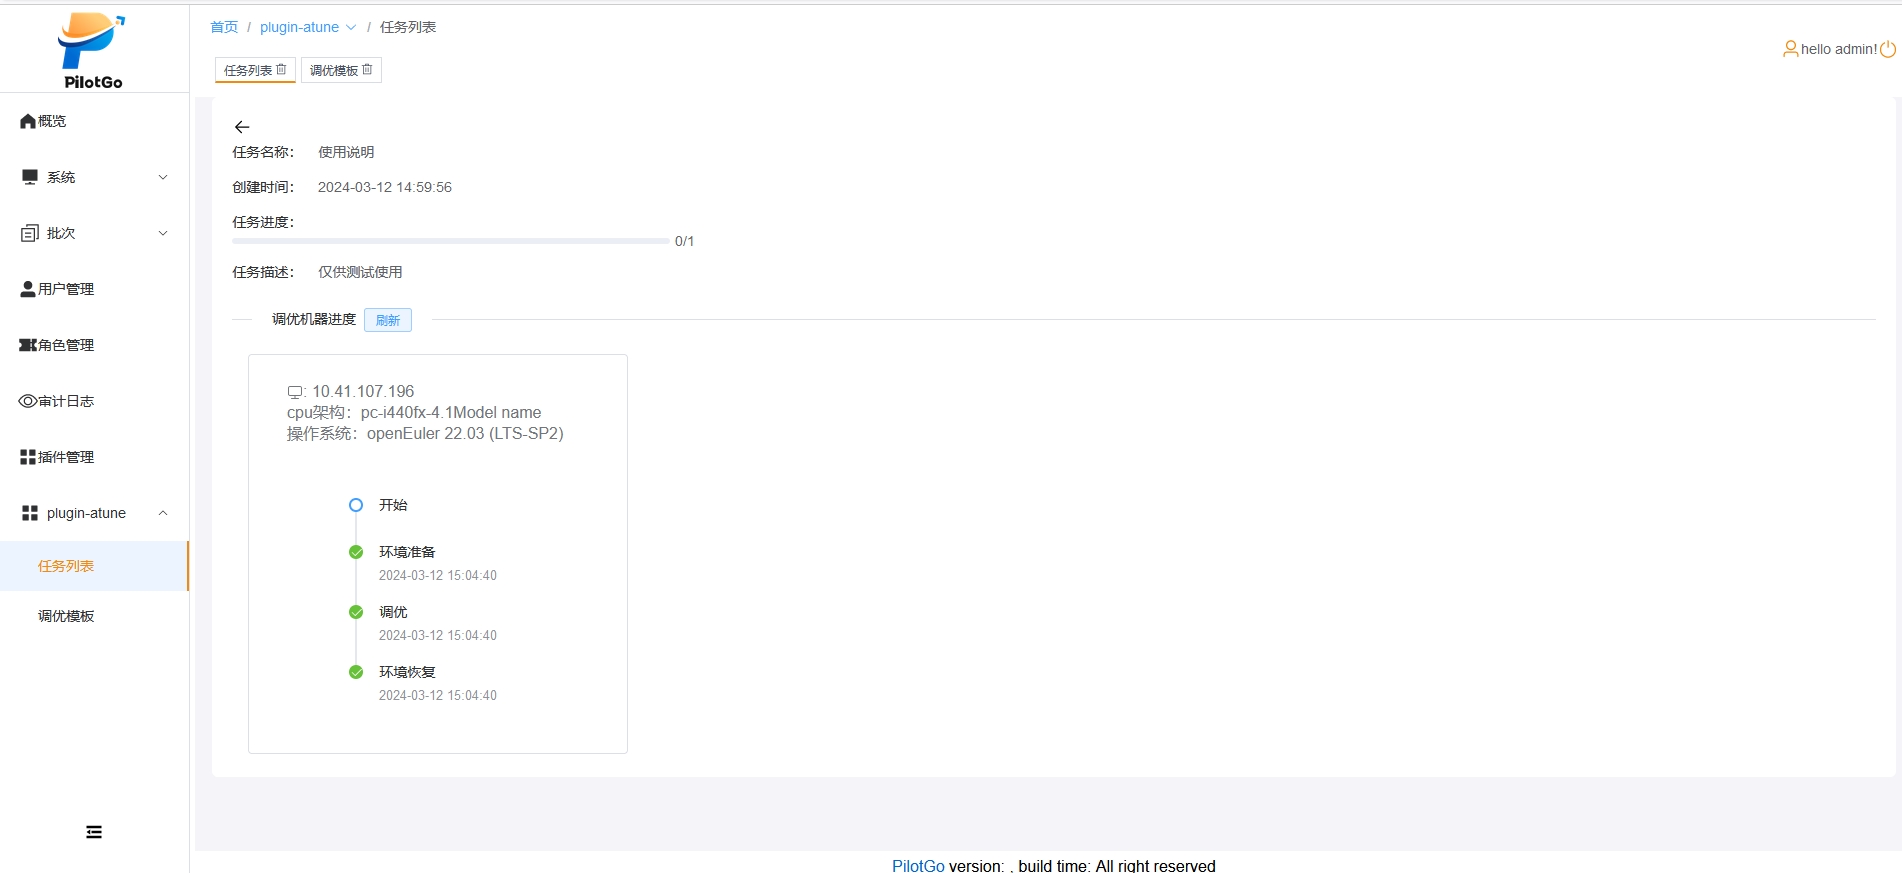 PilotGo
概览
系统
批次
用户管理
角色管理
审计日志
插件管理
plugin-atune
任务列表
调优模板
首页 / plugin-atune / 任务列表
任务列表 调优模板
hello admin!
任务名称： 使用说明
创建时间： 2024-03-12 14:59:56
任务进度：
0/1
任务描述： 仅供测试使用
调优机器进度 刷新
: 10.41.107.196
cpu架构：pc-i440fx-4.1Model name
操作系统：openEuler 22.03 (LTS-SP2)
开始
环境准备
2024-03-12 15:04:40
调优
2024-03-12 15:04:40
环境恢复
2024-03-12 15:04:40
PilotGo version: , build time: All right reserved